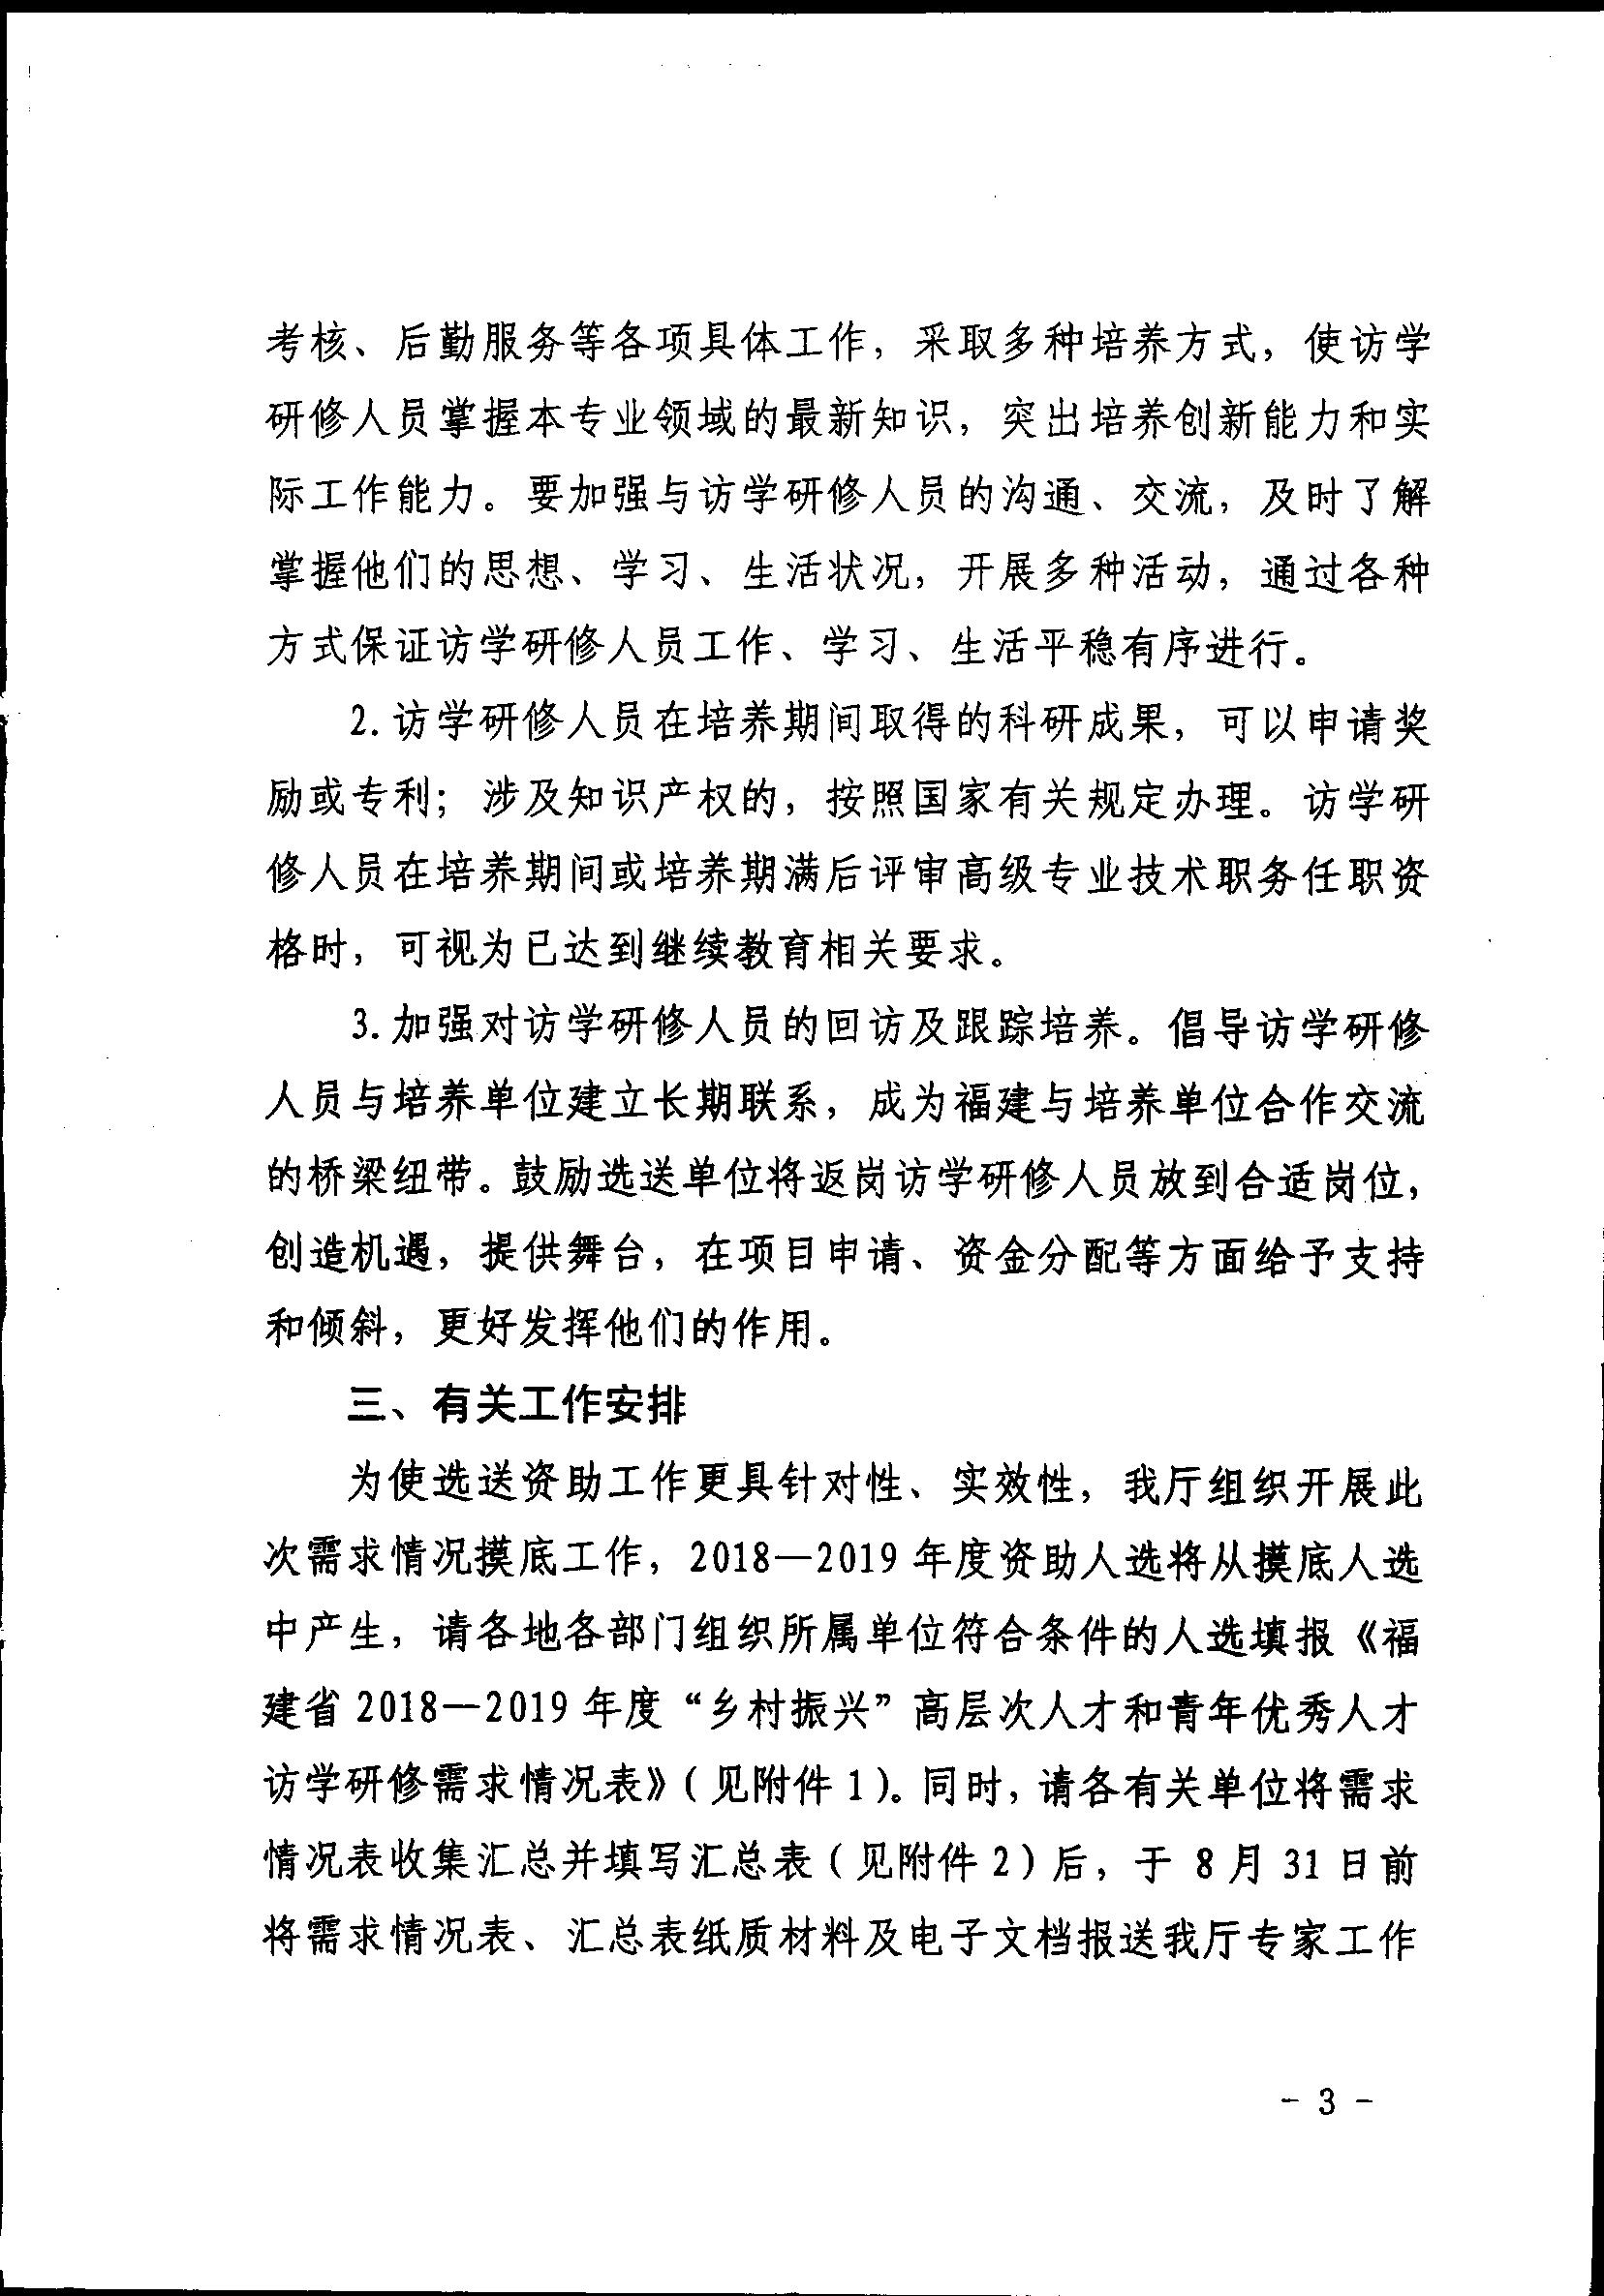 考核、后勤服务等各项具体工作，采取多种培养方式，使访学
研修人员掌握本专业领域的最新知识，突出培养创新能力和实
际工作能力。要加强与访学研修人员的沟通、交流，及时了解
掌握他们的思想、学习、生活状况，开展多种活动，通过各种
方式保证访学研修人员工作、学习、生活平稳有序进行。
2.访学研修人员在培养期间取得的科研成果，可以申请奖
励或专利；涉及知识产权的，按照国家有关规定办理。访学研
修人员在培养期间或培养期满后评审高级专业技术职务任职资
格时，可视为已达到继续教育相关要求。
3.加强对访学研修人员的回访及跟踪培养。倡导访学研修
人员与培养单位建立长期联系，成为福建与培养单位合作交流
的桥梁纽带。鼓励选送单位将返岗访学研修人员放到合适岗位，
创造机遇，提供舞台，在项目申请、资金分配等方面给予支持
和倾斜，更好发挥他们的作用。
三、有关工作安排
为使选送资助工作更具针对性、实效性，我厅组织开展此
次需求情况摸底工作，2018—2019年度资助人选将从摸底人选
中产生，请各地各部门组织所属单位符合条件的人选填报《福
建省2018—2019年度“乡村振兴”高层次人才和青年优秀人才
访学研修需求情况表》（见附件1）。同时，请各有关单位将需求
情况表收集汇总并填写汇总表（见附件2）后，于8月31日前
将需求情况表、汇总表纸质材料及电子文档报送我厅专家工作
- 3 -